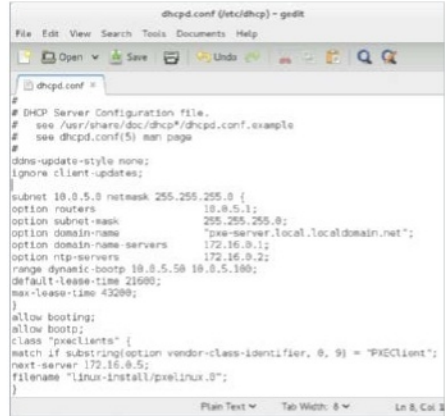 dhcpd.conf (/etc/dhcp) - gedit
File Edit View Search Tools Documents Help
Open Save Undo
dhcpd.conf ×
#
# DHCP Server Configuration file.
# see /usr/share/doc/dhcp*/dhcpd.conf.example
# see dhcpd.conf(5) man page
#
ddns-update-style none;
ignore client-updates;
subnet 10.0.5.0 netmask 255.255.255.0 {
option routers 10.0.5.1;
option subnet-mask 255.255.255.0;
option domain-name "pxe-server.local.localdomain.net";
option domain-name-servers 172.16.0.1;
option ntp-servers 172.16.0.2;
range dynamic-bootp 10.0.5.50 10.0.5.100;
default-lease-time 21600;
max-lease-time 43200;
}
allow booting;
allow bootp;
class "pxeclients" {
match if substring(option vendor-class-identifier, 0, 9) = "PXEClient";
next-server 172.16.0.5;
filename "linux-install/pxelinux.0";
}
Plain Text Tab Width: 8 Ln 8, Col 1